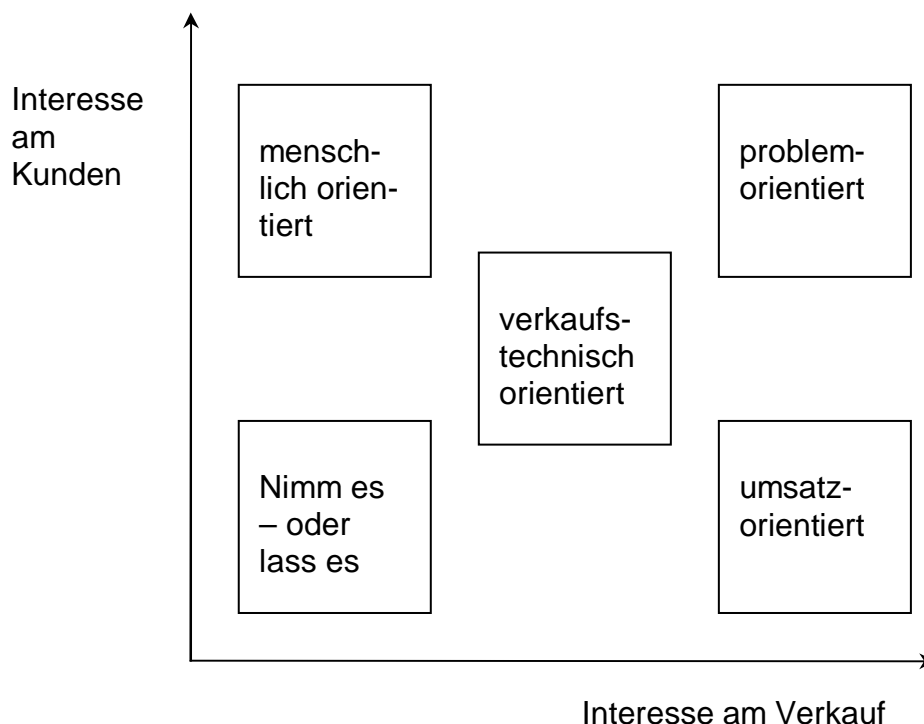 Interesse
am
Kunden
mensch-
lich orien-
tiert
problem-
orientiert
verkaufs-
technisch
orientiert
Nimm es
– oder
lass es
umsatz-
orientiert
Interesse am Verkauf